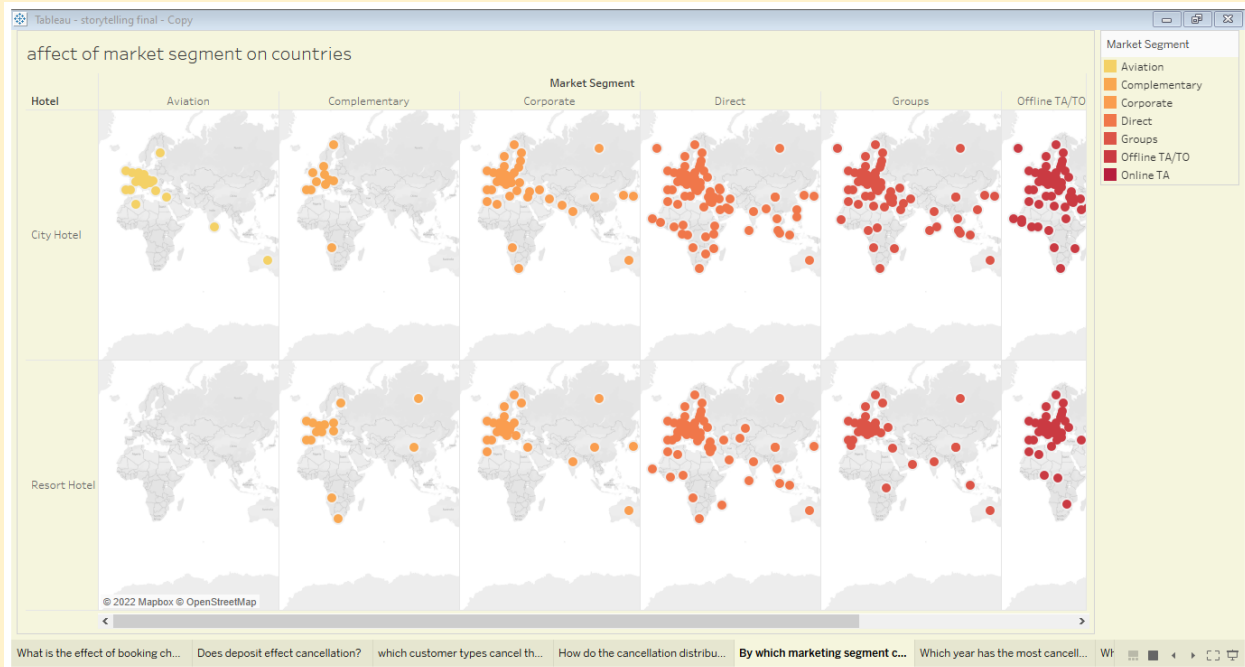 Tableau - storytelling final - Copy
affect of market segment on countries
Market Segment
Hotel
Aviation
Complementary
Corporate
Direct
Groups
Offline TA/TO
City Hotel
Resort Hotel
© 2022 Mapbox © OpenStreetMap
Market Segment
Aviation
Complementary
Corporate
Direct
Groups
Offline TA/TO
Online TA
What is the effect of booking ch...
Does deposit effect cancellation?
which customer types cancel th...
How do the cancellation distribu...
By which marketing segment c...
Which year has the most cancell...
Wh